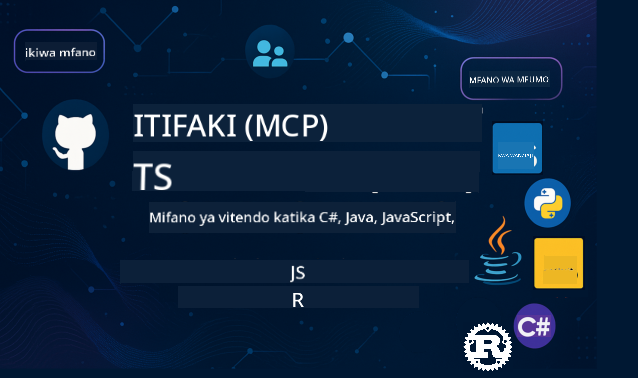 ikiwa mfano
MFANO WA MFUMO
ITIFAKI (MCP)
TS
Mifano ya vitendo katika C#, Java, JavaScript,
JS
R
C#
R